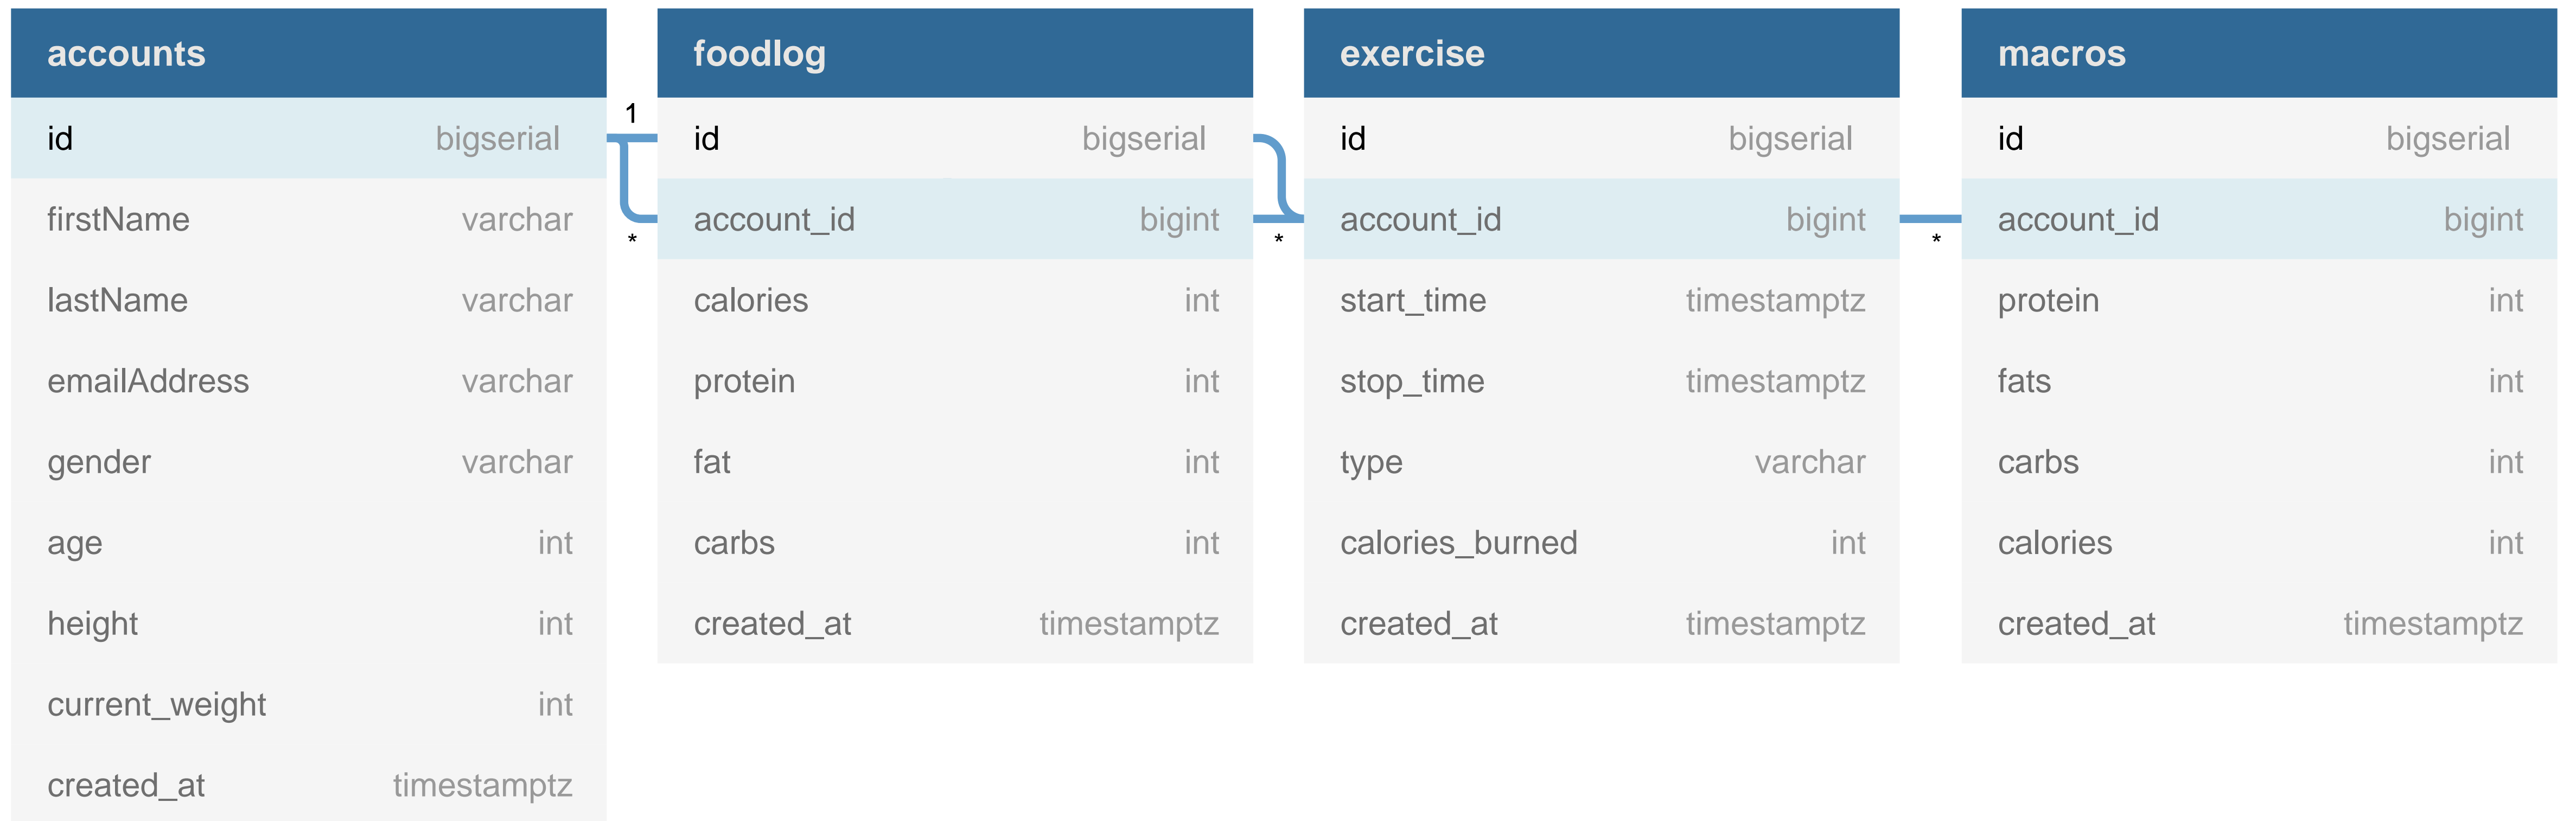 accounts
id bigserial
firstName varchar
lastName varchar
emailAddress varchar
gender varchar
age int
height int
current_weight int
created_at timestamptz
1
*
foodlog
id bigserial
account_id bigint
calories int
protein int
fat int
carbs int
created_at timestamptz
*
exercise
id bigserial
account_id bigint
start_time timestamptz
stop_time timestamptz
type varchar
calories_burned int
created_at timestamptz
*
macros
id bigserial
account_id bigint
protein int
fats int
carbs int
calories int
created_at timestamptz